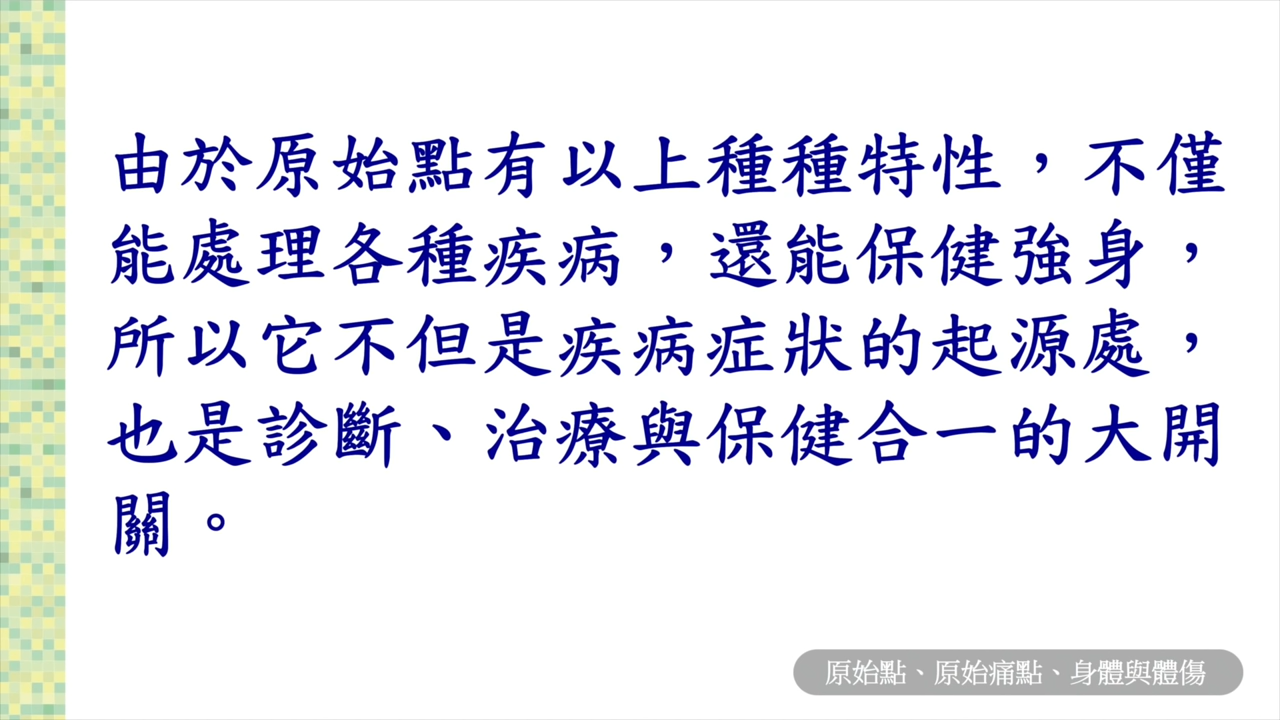 由於原始點有以上種種特性，不僅
能處理各種疾病，還能保健強身，
所以它不但是疾病症狀的起源處，
也是診斷、治療與保健合一的大開
關。
原始點、原始痛點、身體與體傷